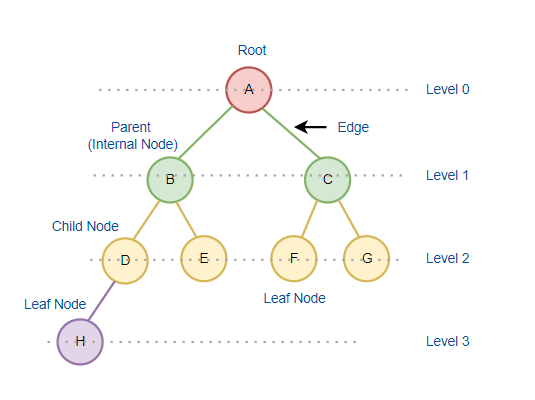 Root
A
Level 0
Parent
(Internal Node)
Edge
B
C
Level 1
Child Node
D
E
F
G
Level 2
Leaf Node
Leaf Node
H
Level 3